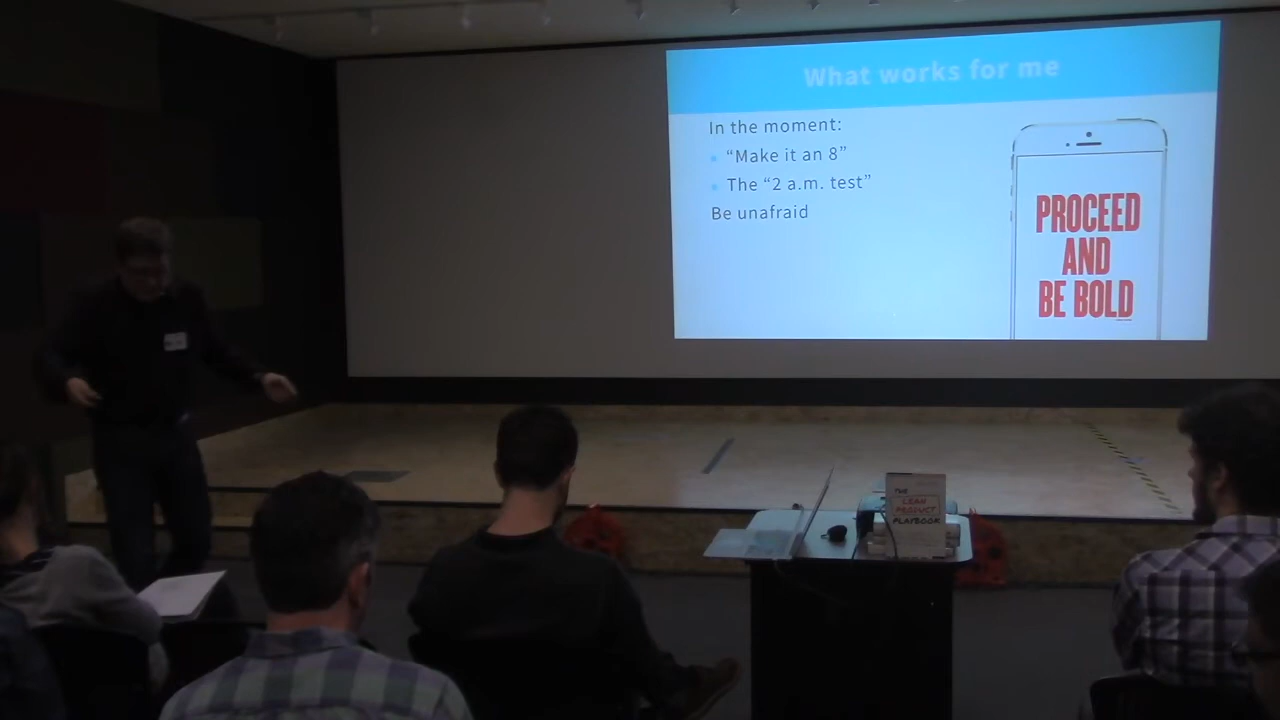 What works for me
In the moment:
“Make it an 8”
The “2 a.m. test”
Be unafraid
PROCEED
AND
BE BOLD
THE
LEAN
PRODUCT
PLAYBOOK